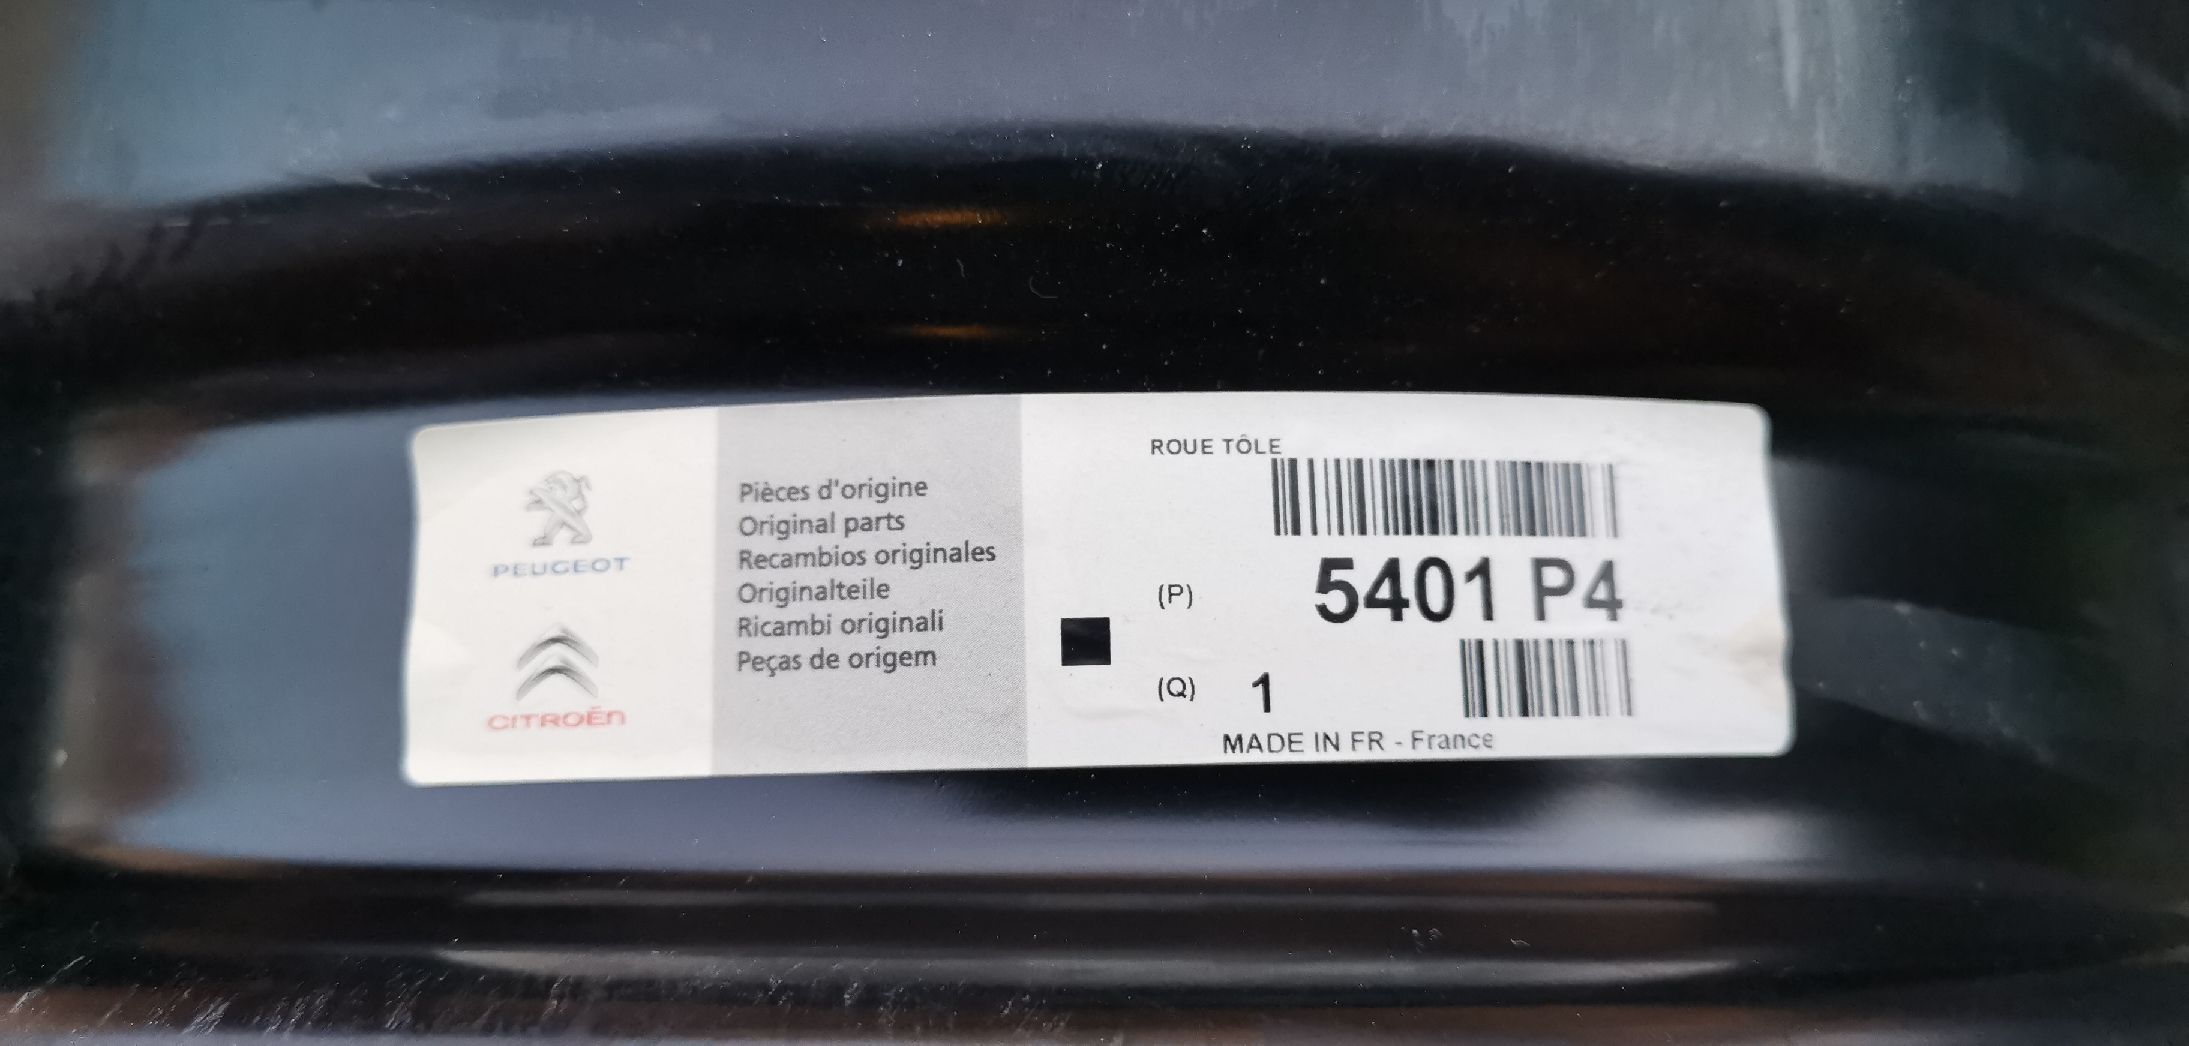 PEUGEOT
CITROËN
Pièces d'origine
Original parts
Recambios originales
Originalteile
Ricambi originali
Peças de origem
ROUE TÔLE
(P) 5401 P4
(Q) 1
MADE IN FR - France